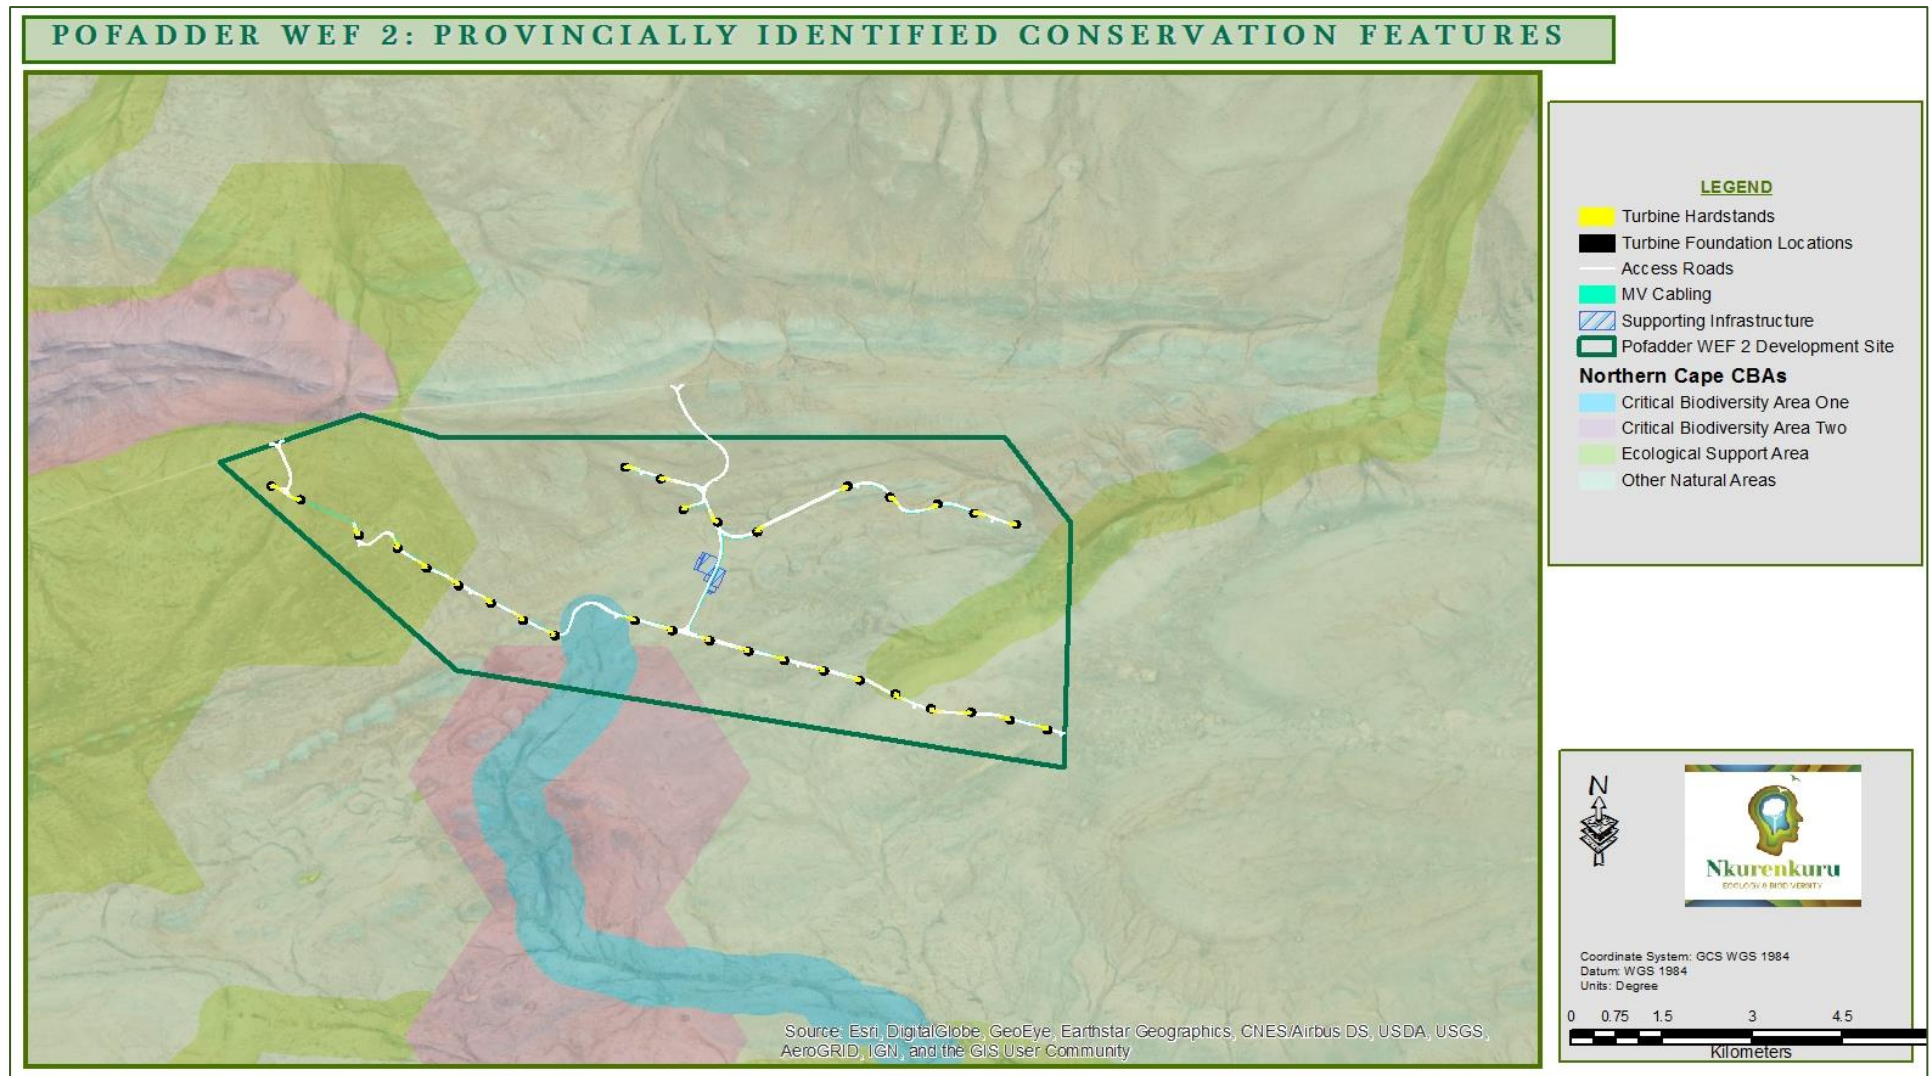 POFADDER WEF 2: PROVINCIALLY IDENTIFIED CONSERVATION FEATURES
LEGEND
Turbine Hardstands
Turbine Foundation Locations
Access Roads
MV Cabling
Supporting Infrastructure
Pofadder WEF 2 Development Site
Northern Cape CBAs
Critical Biodiversity Area One
Critical Biodiversity Area Two
Ecological Support Area
Other Natural Areas
N
Nkurenkuru
ECOLOGY & BIODIVERSITY
Coordinate System: GCS WGS 1984
Datum: WGS 1984
Units: Degree
0 0.75 1.5 3 4.5
Kilometers
Source: Esri, DigitalGlobe, GeoEye, Earthstar Geographics, CNES/Airbus DS, USDA, USGS,
AeroGRID, IGN, and the GIS User Community